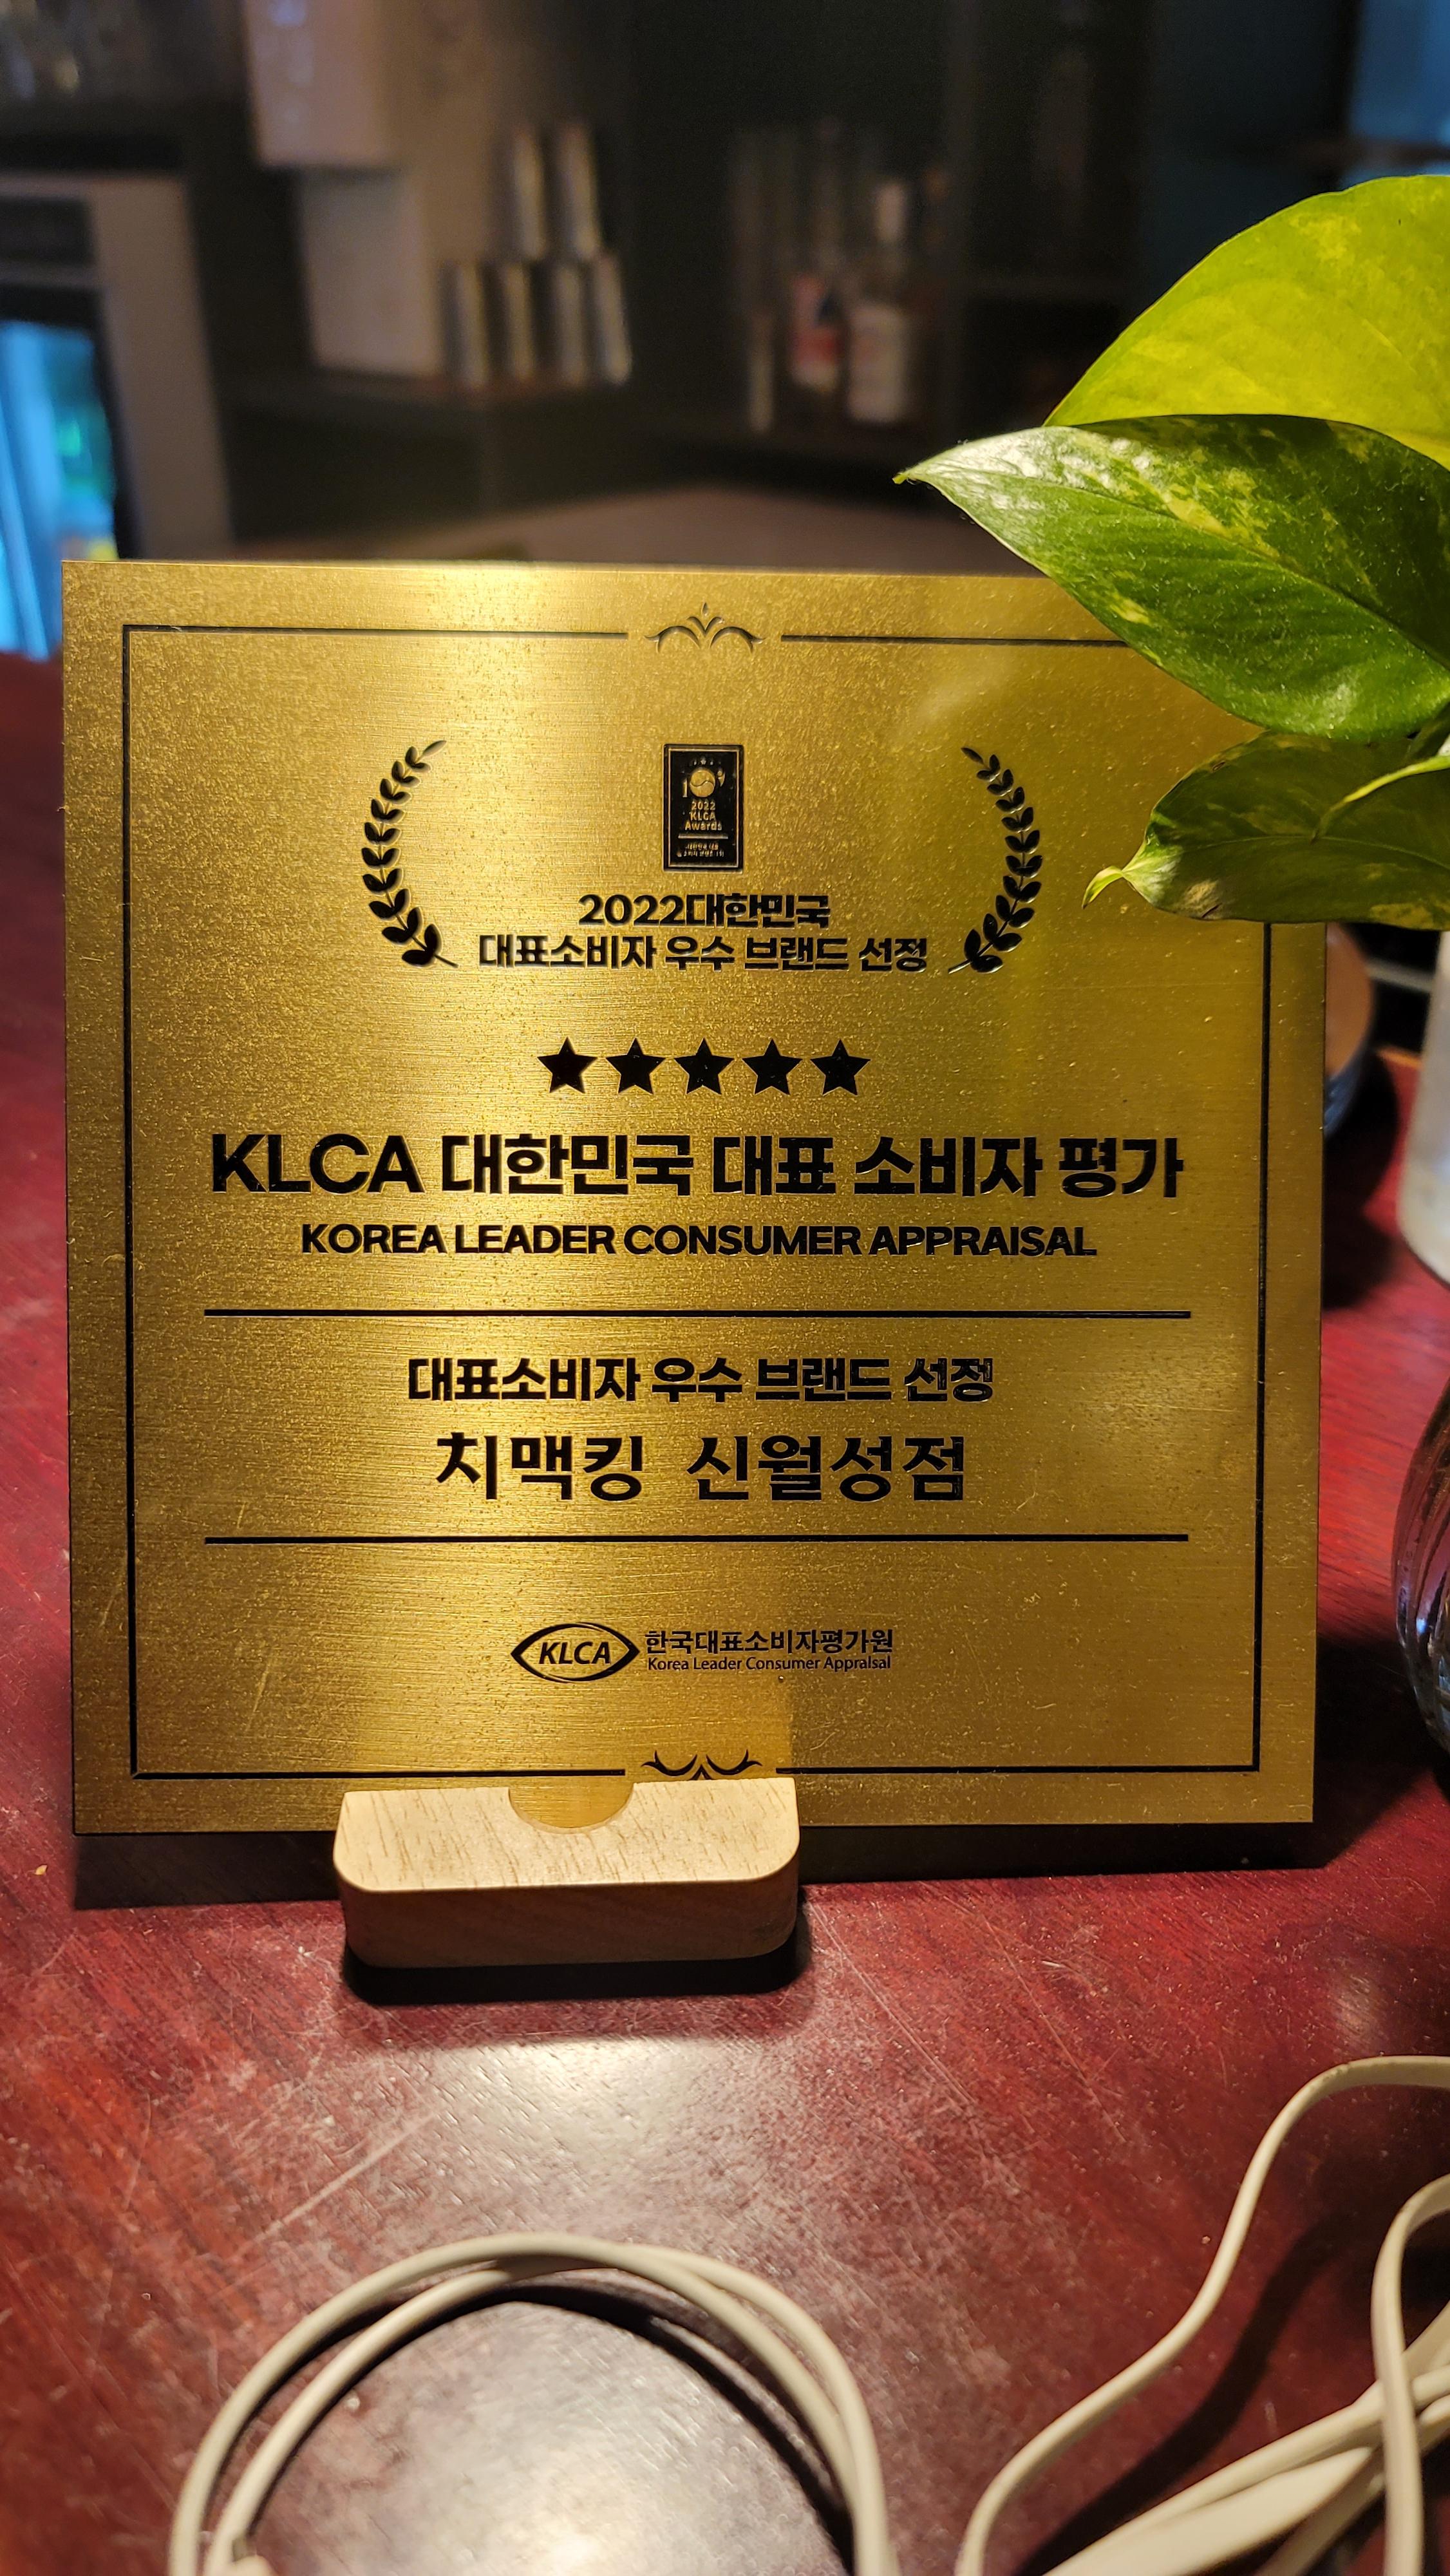 2022
KLCA
Awards
2022대한민국
대표소비자 우수 브랜드 선정
KLCA 대한민국 대표 소비자 평가
KOREA LEADER CONSUMER APPRAISAL
대표소비자 우수 브랜드 선정
치맥킹 신월성점
KLCA 한국대표소비자평가원
Korea Leader Consumer Appraisal